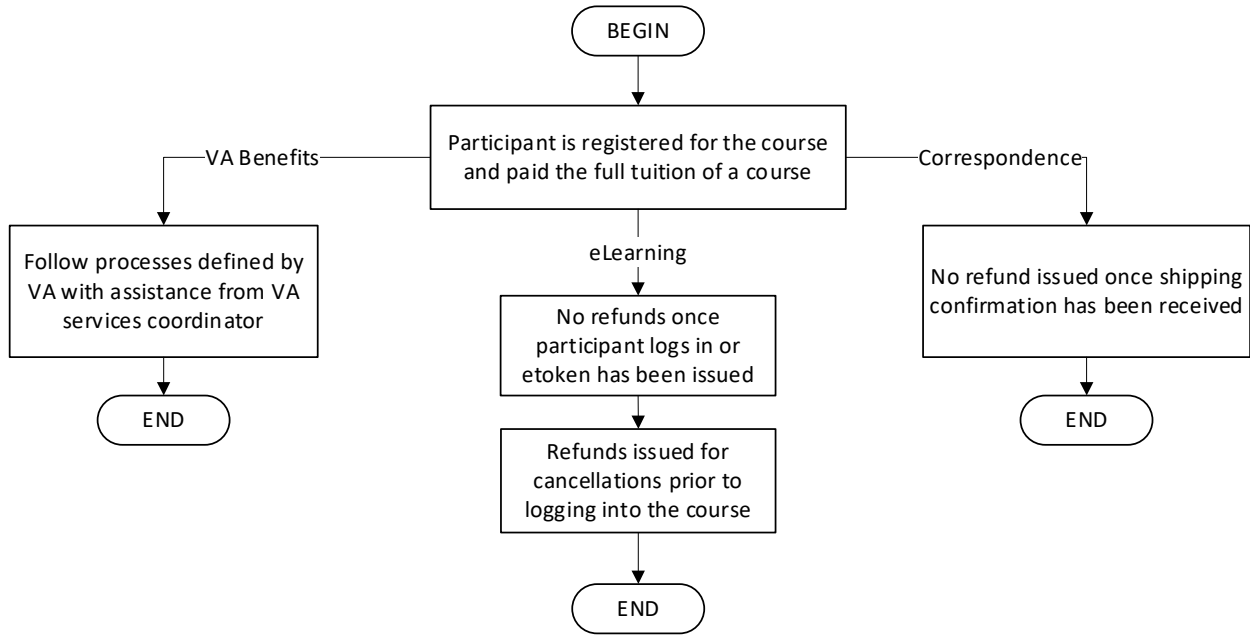 BEGIN
Participant is registered for the course
and paid the full tuition of a course
VA Benefits
Correspondence
Follow processes defined by
VA with assistance from VA
services coordinator
END
eLearning
No refunds once
participant logs in or
etoken has been issued
Refunds issued for
cancellations prior to
logging into the course
END
No refund issued once shipping
confirmation has been received
END